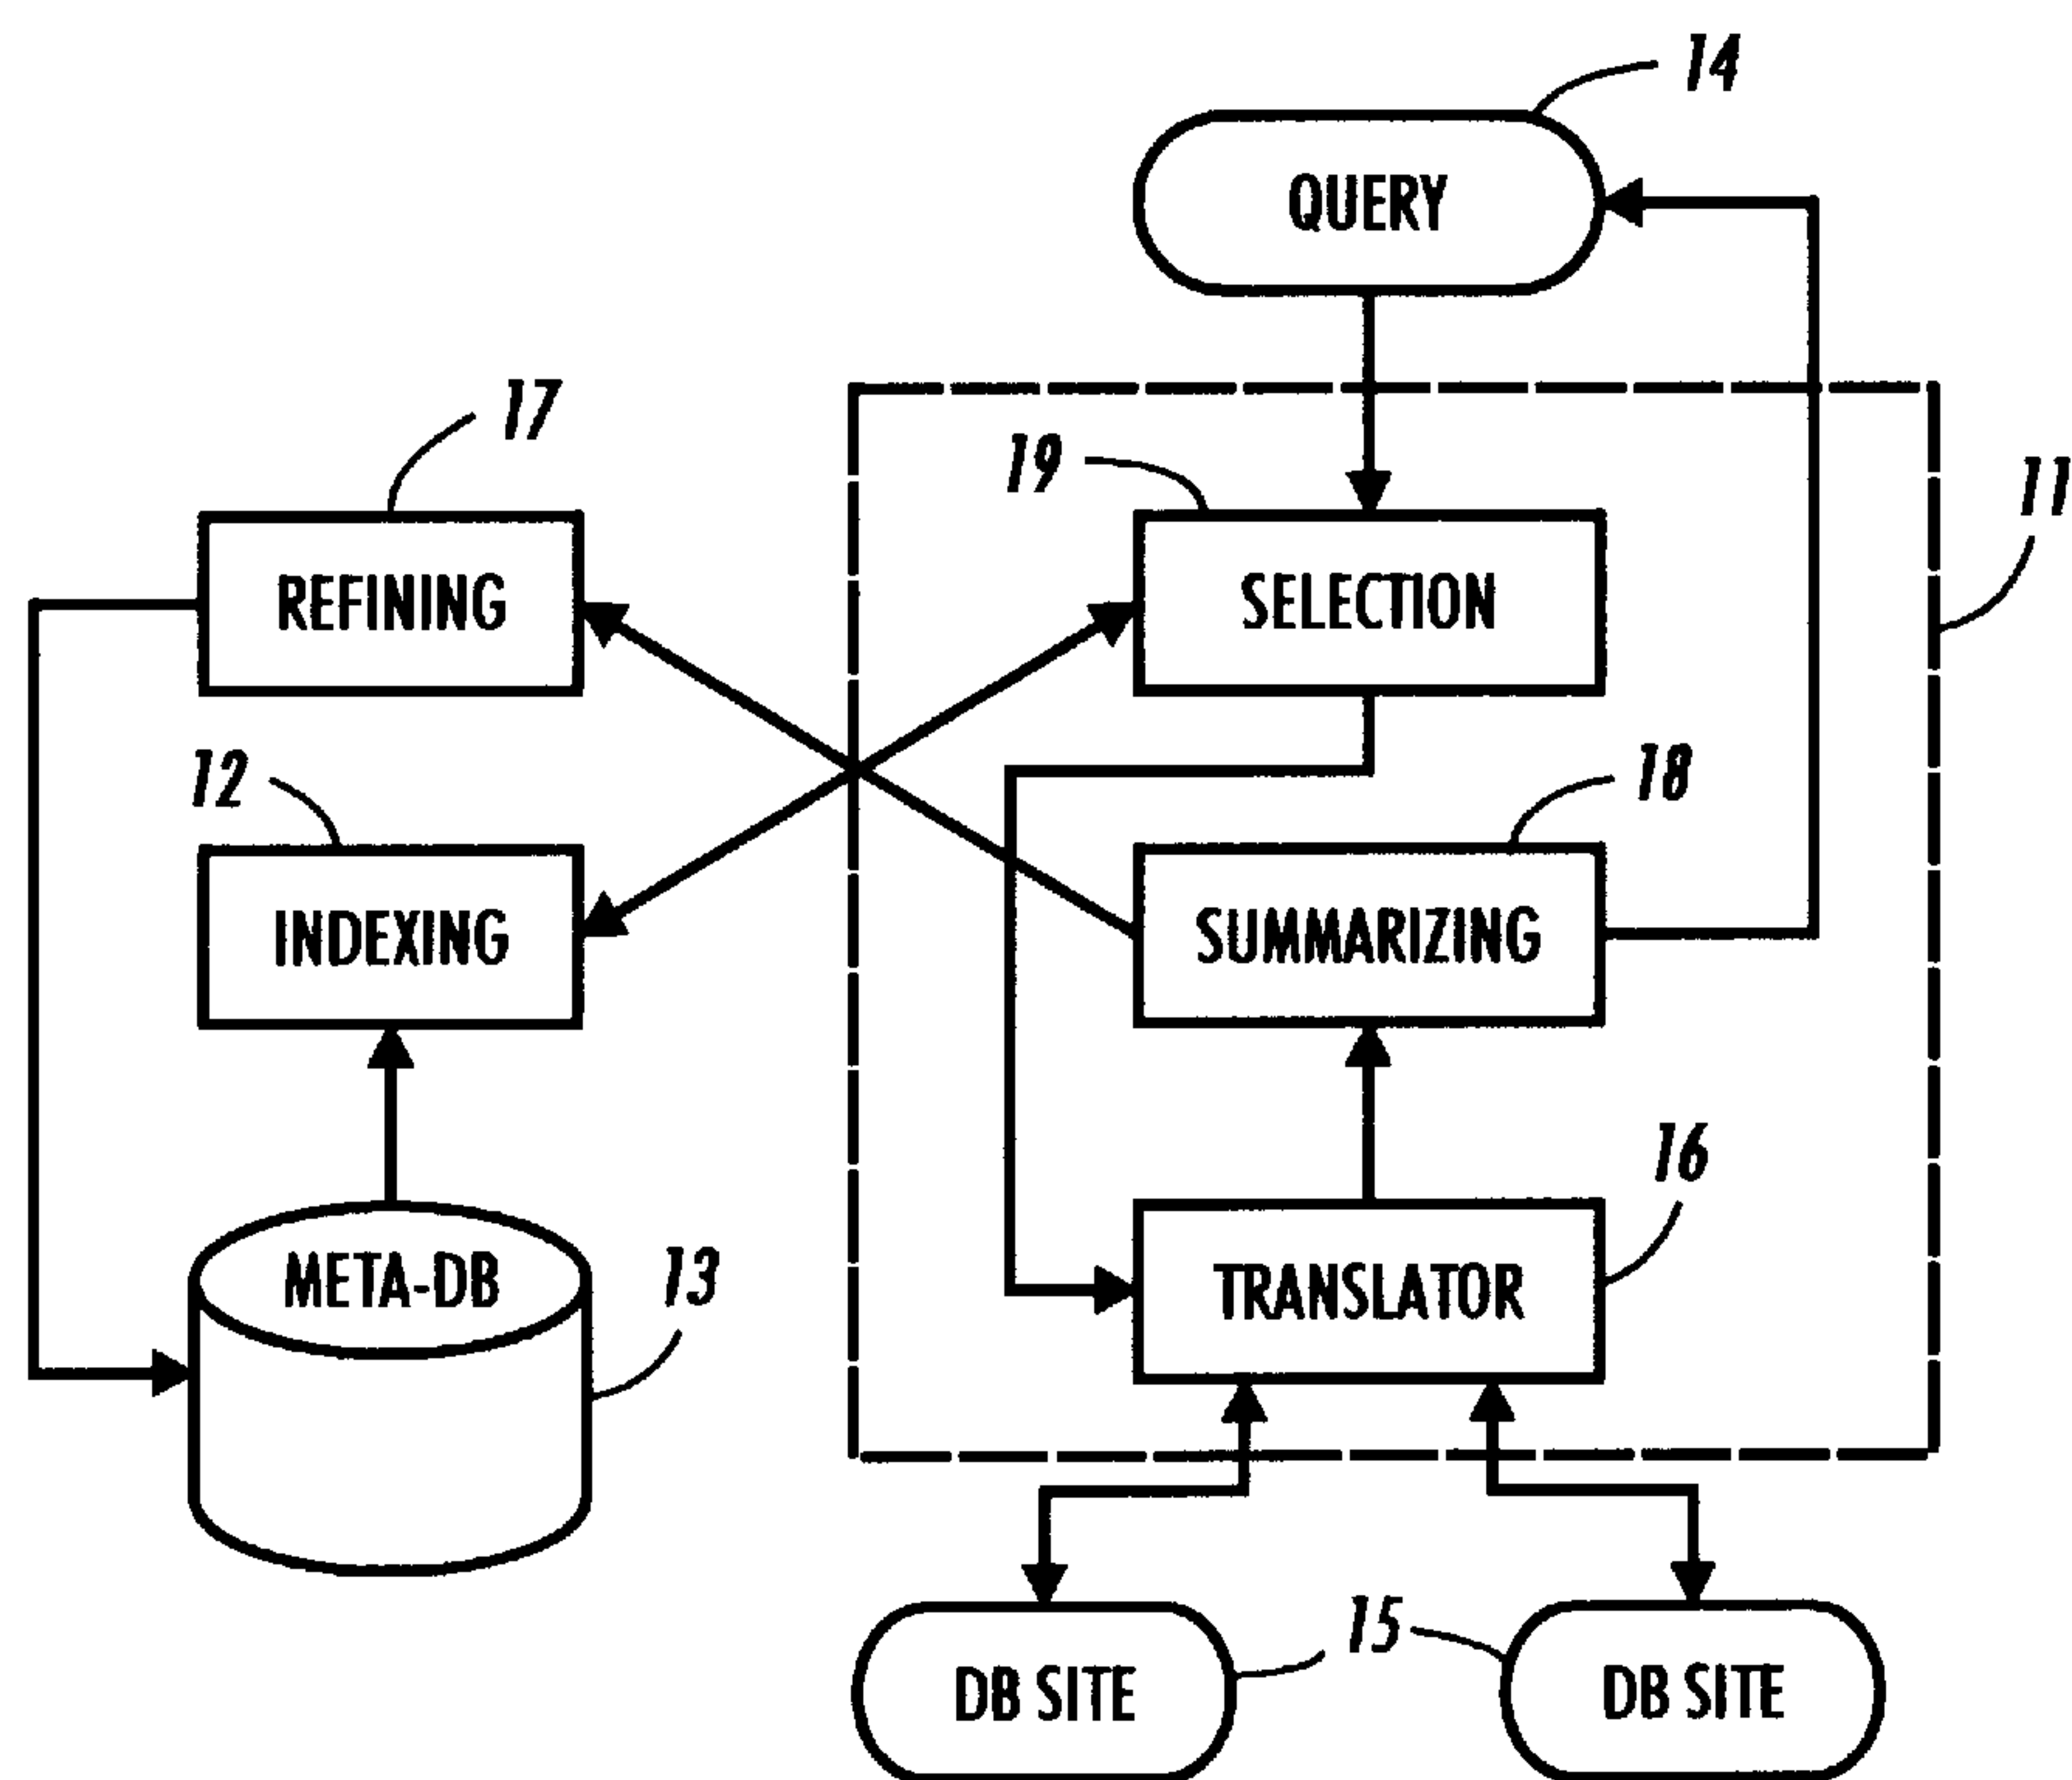 14
QUERY
17
19
11
REFINING
SELECTION
12
18
INDEXING
SUMMARIZING
16
META-DB
13
TRANSLATOR
15
DB SITE
DB SITE